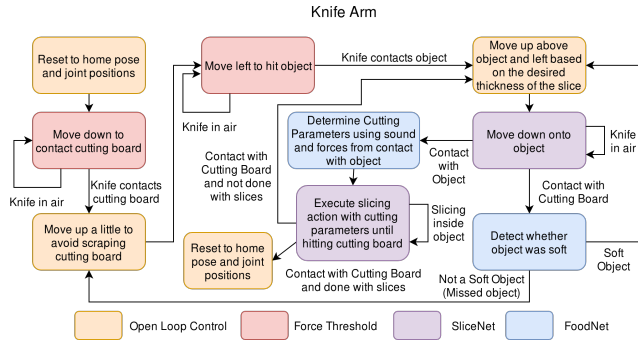 Knife Arm
Reset to home pose
and joint positions
Move left to hit object
Knife contacts object
Move up above
object and left based
on the desired
thickness of the slice
Knife in air
Move down to
contact cutting board
Knife in air
Knife contacts
cutting board
Determine Cutting
Parameters using sound
and forces from contact
with object
Contact
with
Object
Move down onto
object
Knife
in air
Contact with
Cutting Board
and not done
with slices
Contact with
Cutting Board
Execute slicing
action with cutting
parameters until
hitting cutting board
Slicing
inside
object
Move up a little to
avoid scraping
cutting board
Reset to home
pose and joint
positions
Detect whether
object was soft
Soft
Object
Contact with Cutting Board
and done with slices
Not a Soft Object
(Missed object)
Open Loop Control
Force Threshold
SliceNet
FoodNet